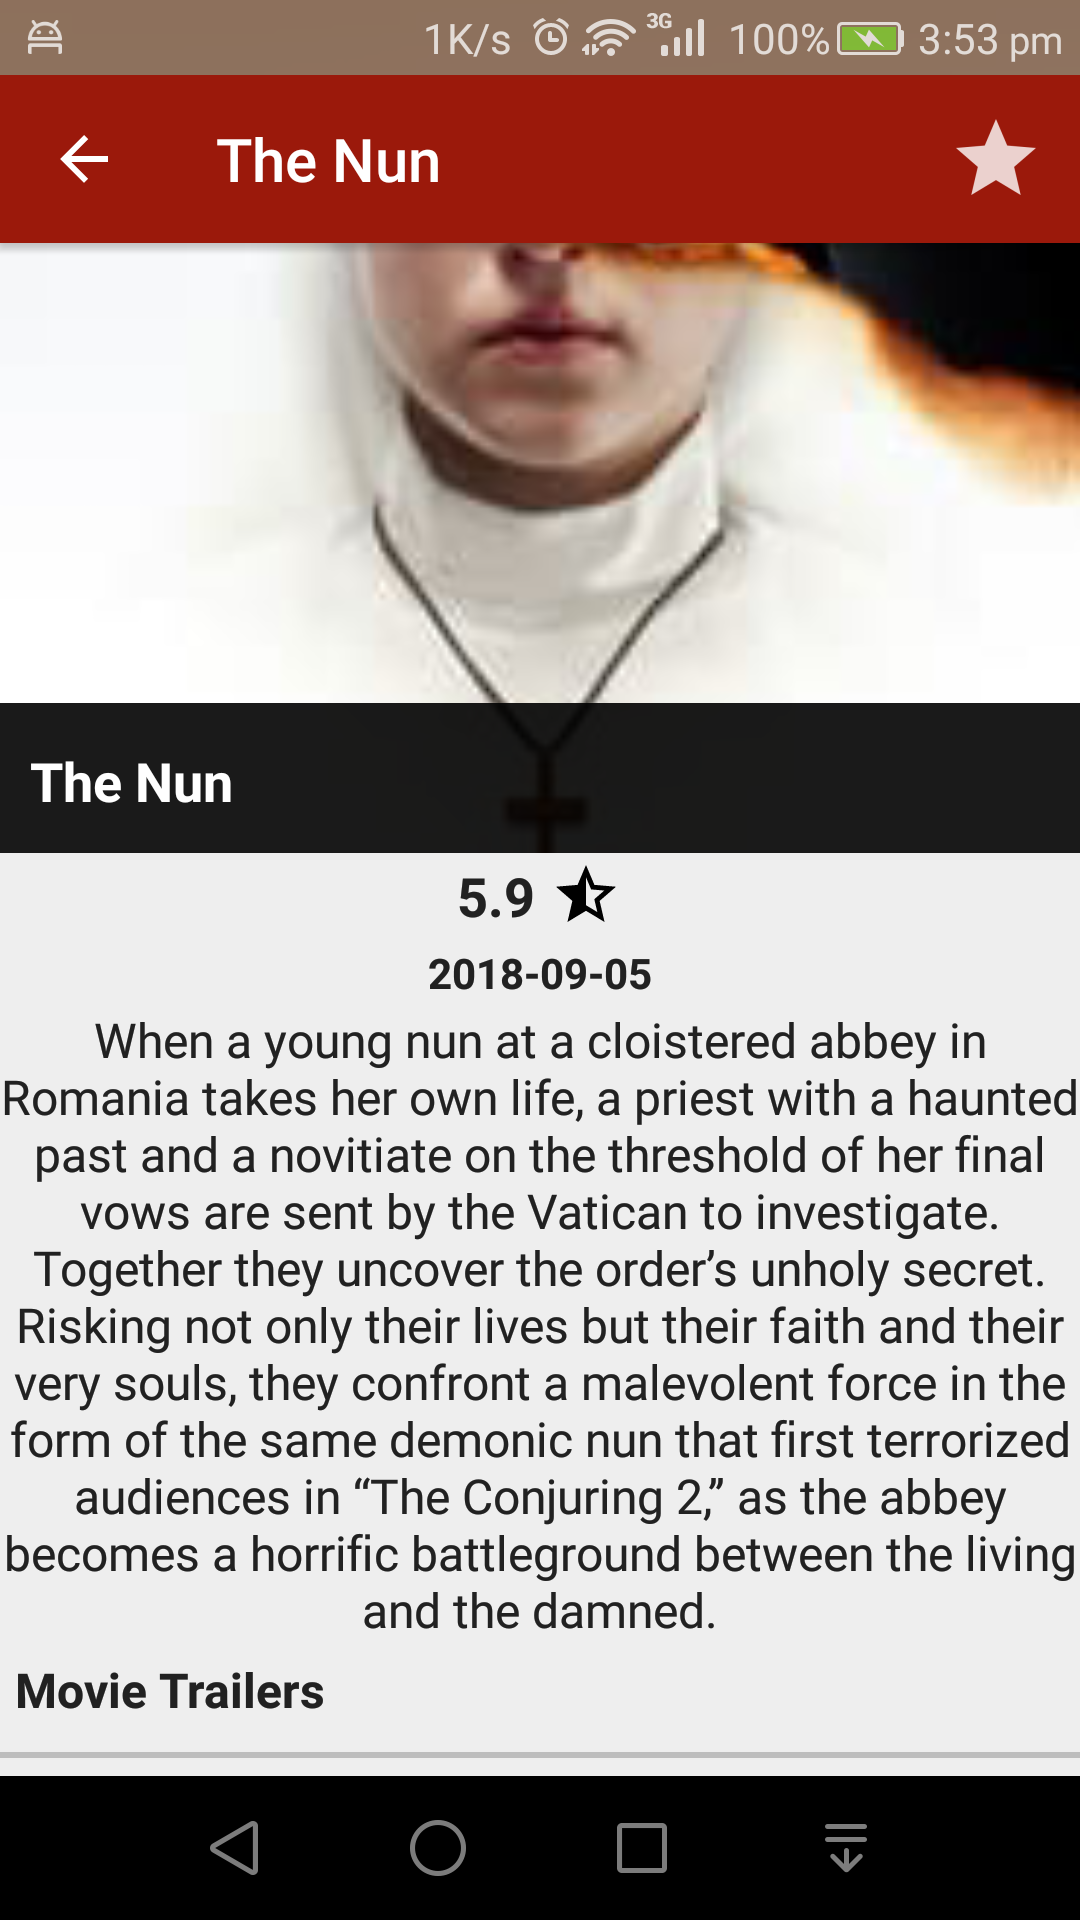 1K/s 3G 100% 3:53 pm
The Nun
The Nun
5.9
2018-09-05
When a young nun at a cloistered abbey in
Romania takes her own life, a priest with a haunted
past and a novitiate on the threshold of her final
vows are sent by the Vatican to investigate.
Together they uncover the order’s unholy secret.
Risking not only their lives but their faith and their
very souls, they confront a malevolent force in the
form of the same demonic nun that first terrorized
audiences in “The Conjuring 2,” as the abbey
becomes a horrific battleground between the living
and the damned.
Movie Trailers